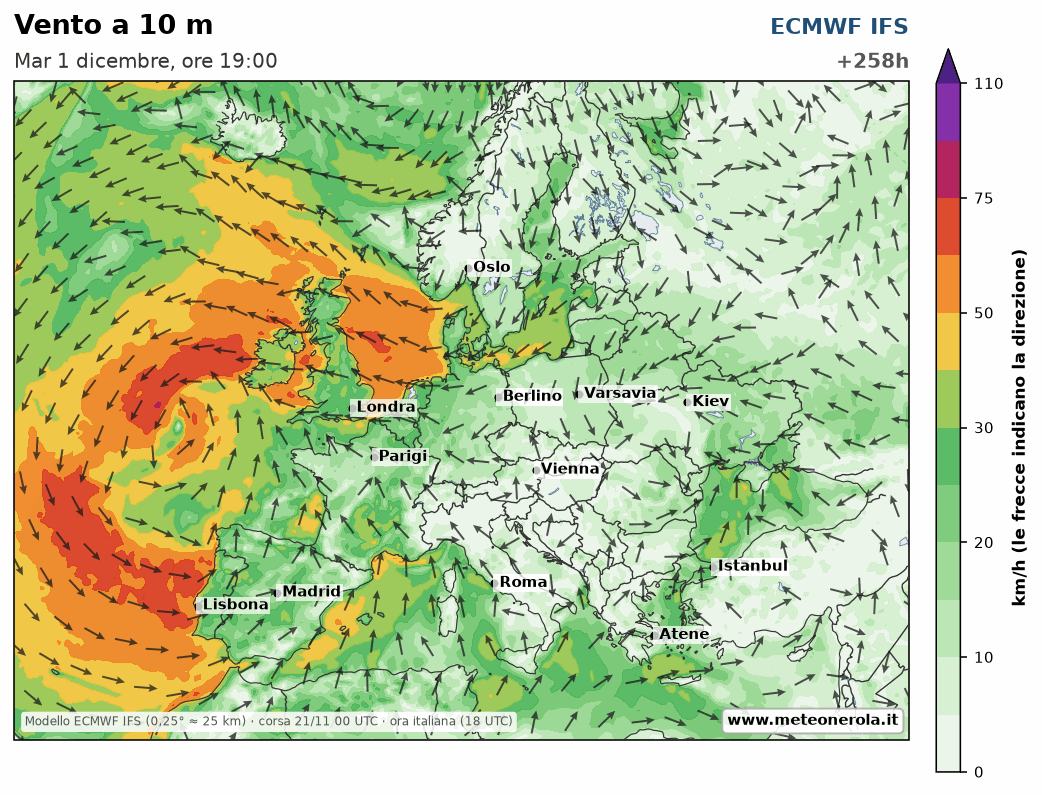 Vento a 10 m
ECMWF IFS
Mar 1 dicembre, ore 19:00
+258h
110
75
50
30
20
10
0
km/h (le frecce indicano la direzione)
Oslo
Berlino
Varsavia
Kiev
Londra
Parigi
Vienna
Istanbul
Roma
Madrid
Lisbona
Atene
Modello ECMWF IFS (0,25° ≈ 25 km) · corsa 21/11 00 UTC · ora italiana (18 UTC)
www.meteonerola.it